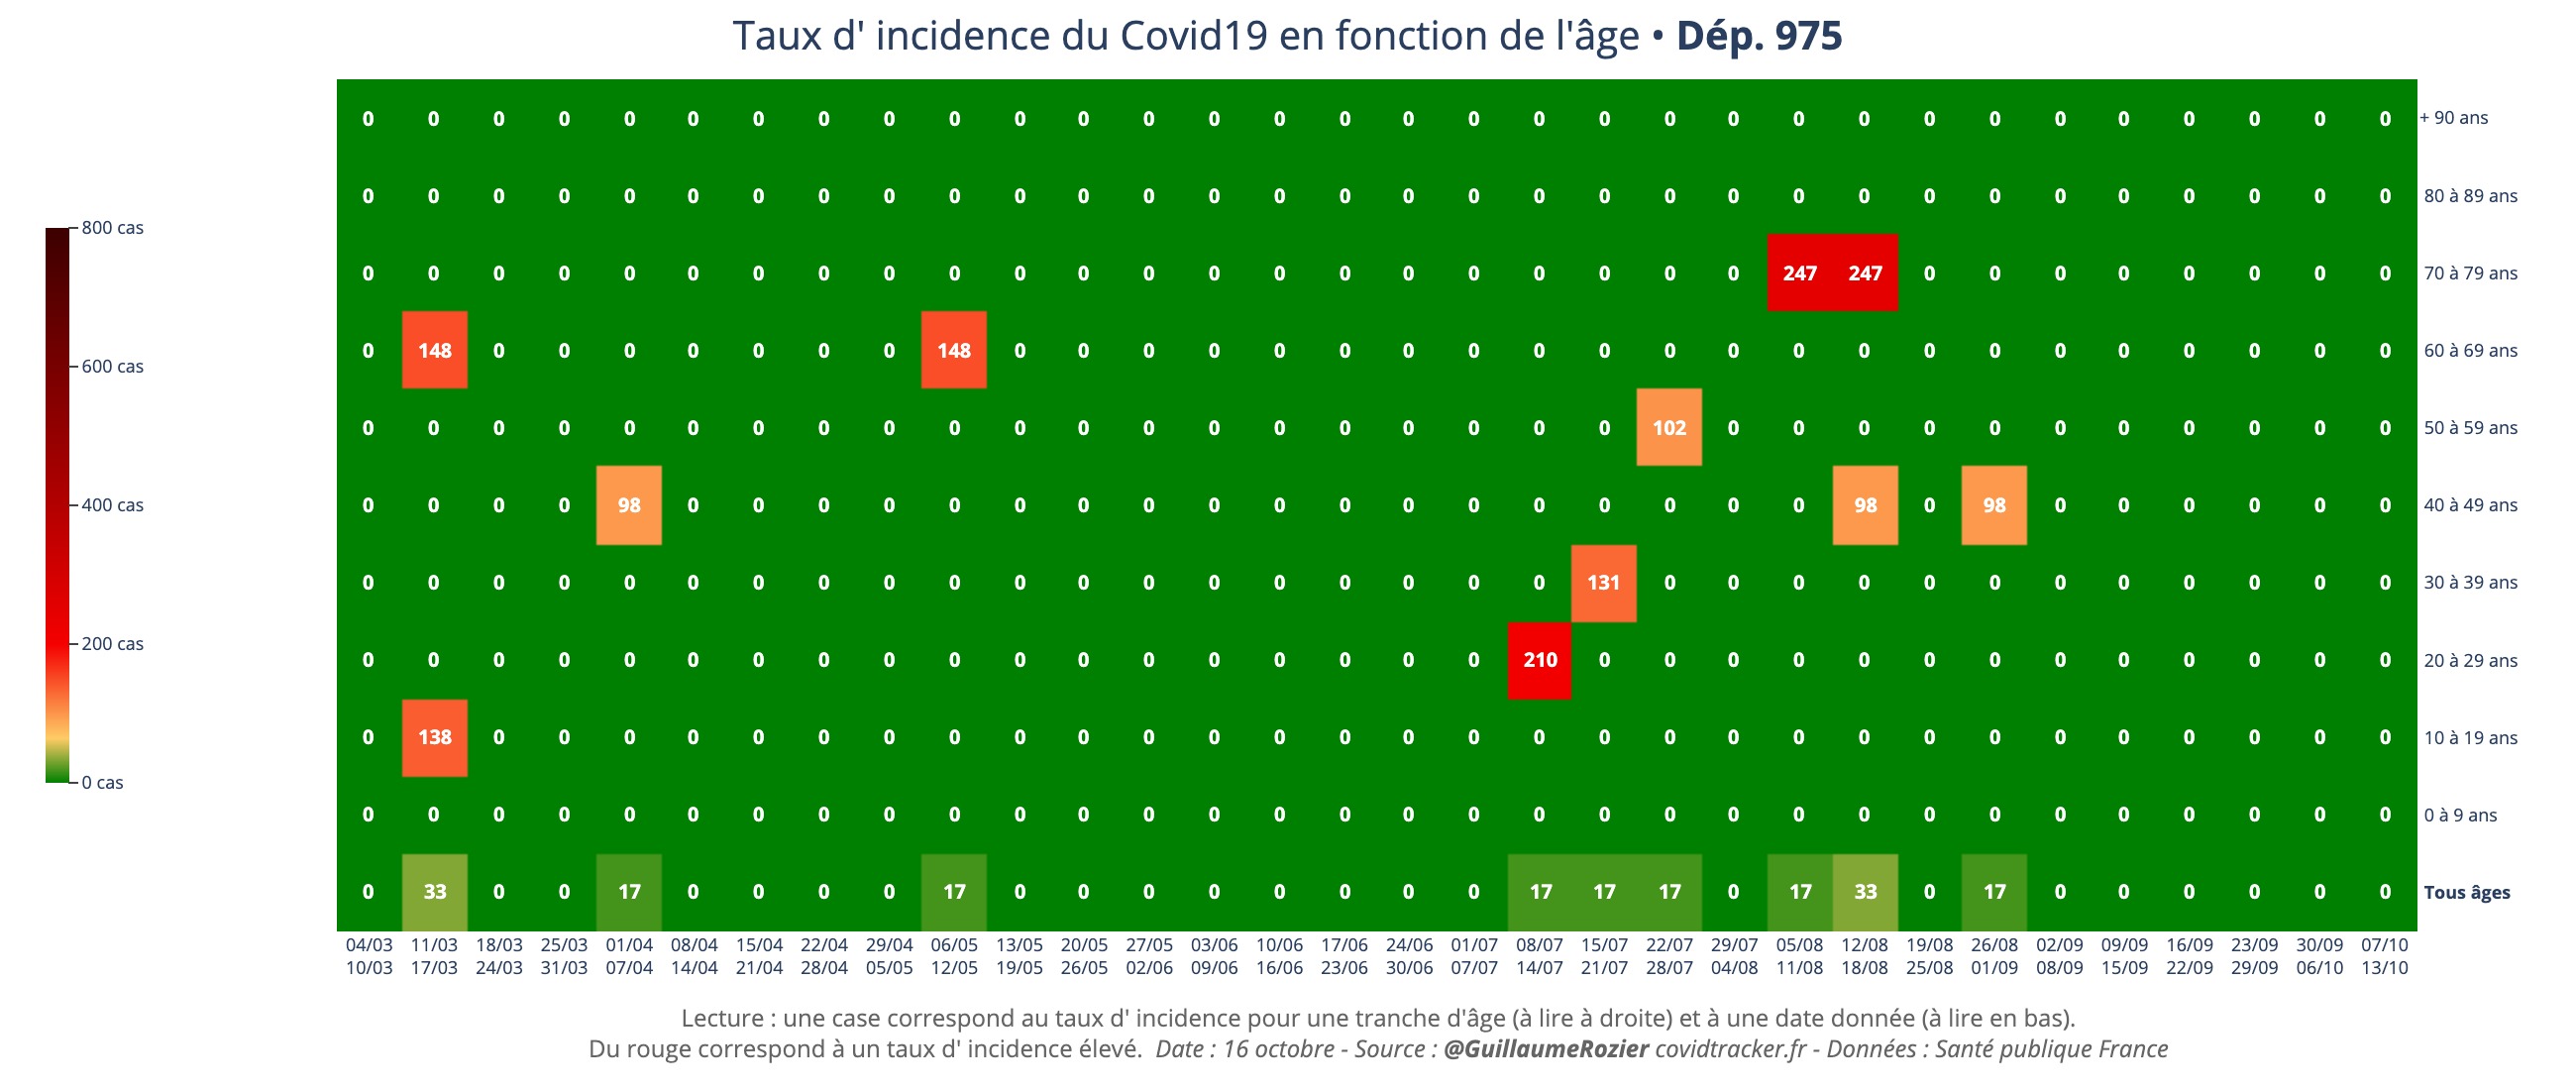 Taux d' incidence du Covid19 en fonction de l'âge • Dép. 975
0 0 0 0 0 0 0 0 0 0 0 0 0 0 0 0 0 0 0 0 0 0 0 0 0 0 0 0 0 0 0 0 + 90 ans
0 0 0 0 0 0 0 0 0 0 0 0 0 0 0 0 0 0 0 0 0 0 0 0 0 0 0 0 0 0 0 0 80 à 89 ans
800 cas
0 0 0 0 0 0 0 0 0 0 0 0 0 0 0 0 0 0 0 0 0 0 247 247 0 0 0 0 0 0 0 0 70 à 79 ans
0 148 0 0 0 0 0 0 0 148 0 0 0 0 0 0 0 0 0 0 0 0 0 0 0 0 0 0 0 0 0 0 60 à 69 ans
600 cas
0 0 0 0 0 0 0 0 0 0 0 0 0 0 0 0 0 0 0 0 102 0 0 0 0 0 0 0 0 0 0 0 50 à 59 ans
400 cas
0 0 0 0 98 0 0 0 0 0 0 0 0 0 0 0 0 0 0 0 0 0 0 98 0 98 0 0 0 0 0 0 40 à 49 ans
0 0 0 0 0 0 0 0 0 0 0 0 0 0 0 0 0 0 0 131 0 0 0 0 0 0 0 0 0 0 0 0 30 à 39 ans
200 cas
0 0 0 0 0 0 0 0 0 0 0 0 0 0 0 0 0 0 210 0 0 0 0 0 0 0 0 0 0 0 0 0 20 à 29 ans
0 138 0 0 0 0 0 0 0 0 0 0 0 0 0 0 0 0 0 0 0 0 0 0 0 0 0 0 0 0 0 0 10 à 19 ans
0 cas
0 0 0 0 0 0 0 0 0 0 0 0 0 0 0 0 0 0 0 0 0 0 0 0 0 0 0 0 0 0 0 0 0 à 9 ans
0 33 0 0 17 0 0 0 0 17 0 0 0 0 0 0 0 0 17 17 17 0 17 33 0 17 0 0 0 0 0 0 Tous âges
04/03 11/03 18/03 25/03 01/04 08/04 15/04 22/04 29/04 06/05 13/05 20/05 27/05 03/06 10/06 17/06 24/06 01/07 08/07 15/07 22/07 29/07 05/08 12/08 19/08 26/08 02/09 09/09 16/09 23/09 30/09 07/10
10/03 17/03 24/03 31/03 07/04 14/04 21/04 28/04 05/05 12/05 19/05 26/05 02/06 09/06 16/06 23/06 30/06 07/07 14/07 21/07 28/07 04/08 11/08 18/08 25/08 01/09 08/09 15/09 22/09 29/09 06/10 13/10
Lecture : une case correspond au taux d' incidence pour une tranche d'âge (à lire à droite) et à une date donnée (à lire en bas).
Du rouge correspond à un taux d' incidence élevé. Date : 16 octobre - Source : @GuillaumeRozier covidtracker.fr - Données : Santé publique France